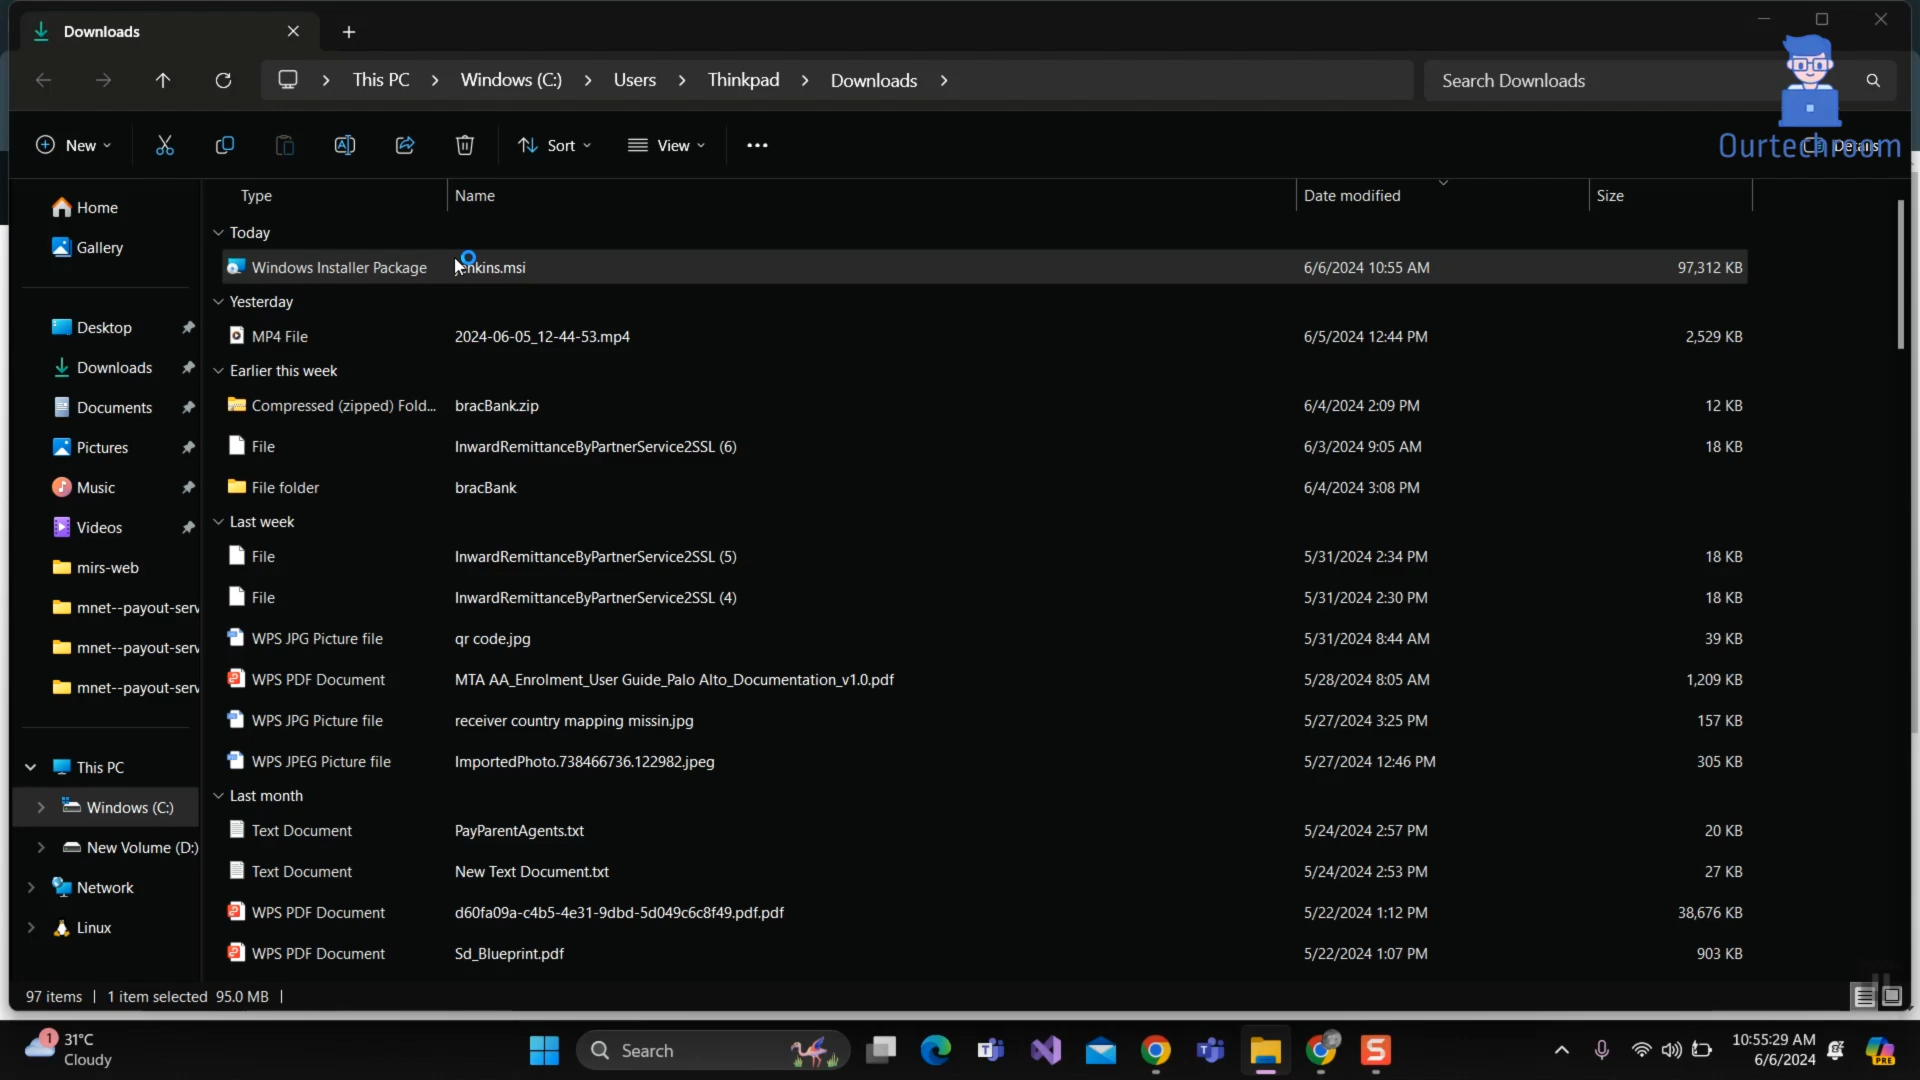 Downloads
This PC > Windows (C:) > Users > Thinkpad > Downloads >
Search Downloads
New
Sort
View
Ourtechroom
Type Name Date modified Size
Home
Gallery
Desktop
Downloads
Documents
Pictures
Music
Videos
mirs-web
mnet--payout-serv
mnet--payout-serv
mnet--payout-serv
This PC
Windows (C:)
New Volume (D:)
Network
Linux
Today
Windows Installer Package enkins.msi 6/6/2024 10:55 AM 97,312 KB
Yesterday
MP4 File 2024-06-05_12-44-53.mp4 6/5/2024 12:44 PM 2,529 KB
Earlier this week
Compressed (zipped) Fold... bracBank.zip 6/4/2024 2:09 PM 12 KB
File InwardRemittanceByPartnerService2SSL (6) 6/3/2024 9:05 AM 18 KB
File folder bracBank 6/4/2024 3:08 PM
Last week
File InwardRemittanceByPartnerService2SSL (5) 5/31/2024 2:34 PM 18 KB
File InwardRemittanceByPartnerService2SSL (4) 5/31/2024 2:30 PM 18 KB
WPS JPG Picture file qr code.jpg 5/31/2024 8:44 AM 39 KB
WPS PDF Document MTA AA_Enrolment_User Guide_Palo Alto_Documentation_v1.0.pdf 5/28/2024 8:05 AM 1,209 KB
WPS JPG Picture file receiver country mapping missin.jpg 5/27/2024 3:25 PM 157 KB
WPS JPEG Picture file ImportedPhoto.738466736.122982.jpeg 5/27/2024 12:46 PM 305 KB
Last month
Text Document PayParentAgents.txt 5/24/2024 2:57 PM 20 KB
Text Document New Text Document.txt 5/24/2024 2:53 PM 27 KB
WPS PDF Document d60fa09a-c4b5-4e31-9dbd-5d049c6c8f49.pdf.pdf 5/22/2024 1:12 PM 38,676 KB
WPS PDF Document Sd_Blueprint.pdf 5/22/2024 1:07 PM 903 KB
97 items | 1 item selected 95.0 MB |
1
31°C
Cloudy
Search
10:55:29 AM
6/6/2024
PRE